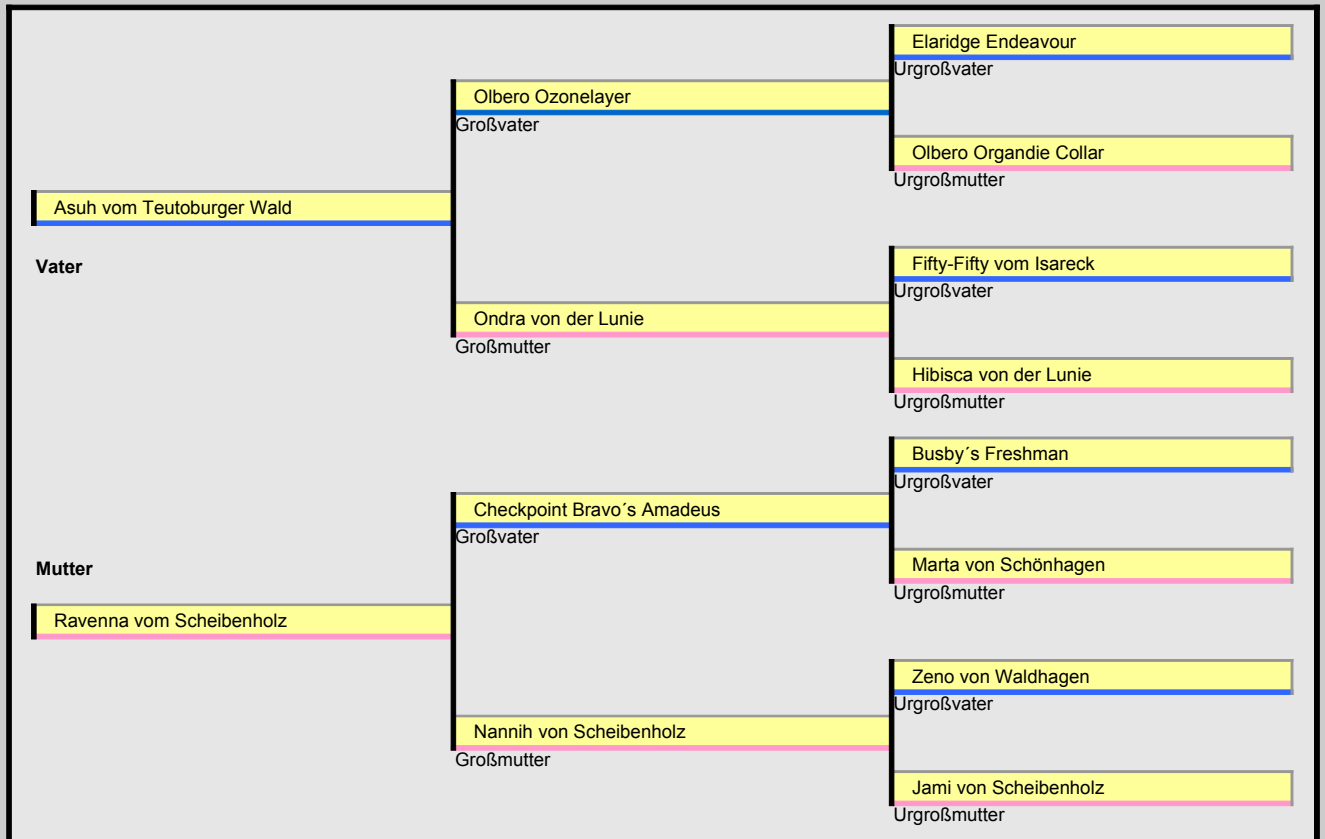 Elaridge Endeavour
Urgroßvater
Olbero Ozonelayer
Großvater
Olbero Organdie Collar
Urgroßmutter
Asuh vom Teutoburger Wald
Vater
Fifty-Fifty vom Isareck
Urgroßvater
Ondra von der Lunie
Großmutter
Hibisca von der Lunie
Urgroßmutter
Busby´s Freshman
Urgroßvater
Checkpoint Bravo´s Amadeus
Großvater
Mutter
Marta von Schönhagen
Urgroßmutter
Ravenna vom Scheibenholz
Zeno von Waldhagen
Urgroßvater
Nannih von Scheibenholz
Großmutter
Jami von Scheibenholz
Urgroßmutter